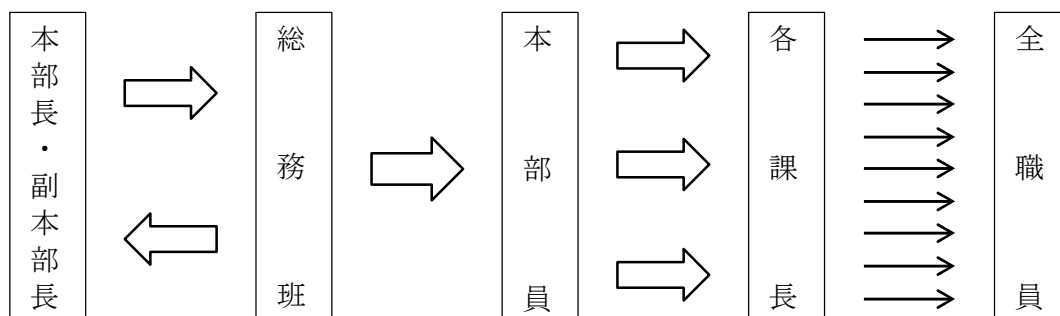 本部長・副本部長
総務班
本部員
各課長
全職員